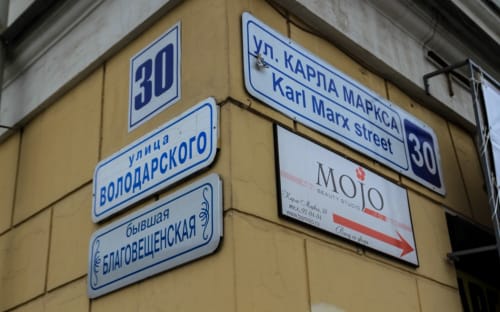 30
улица
ВОЛОДАРСКОГО
бывшая
БЛАГОВЕЩЕНСКАЯ
ул. КАРЛА МАРКСА
Karl Marx street
30
MOJO
BEAUTY STUDIO